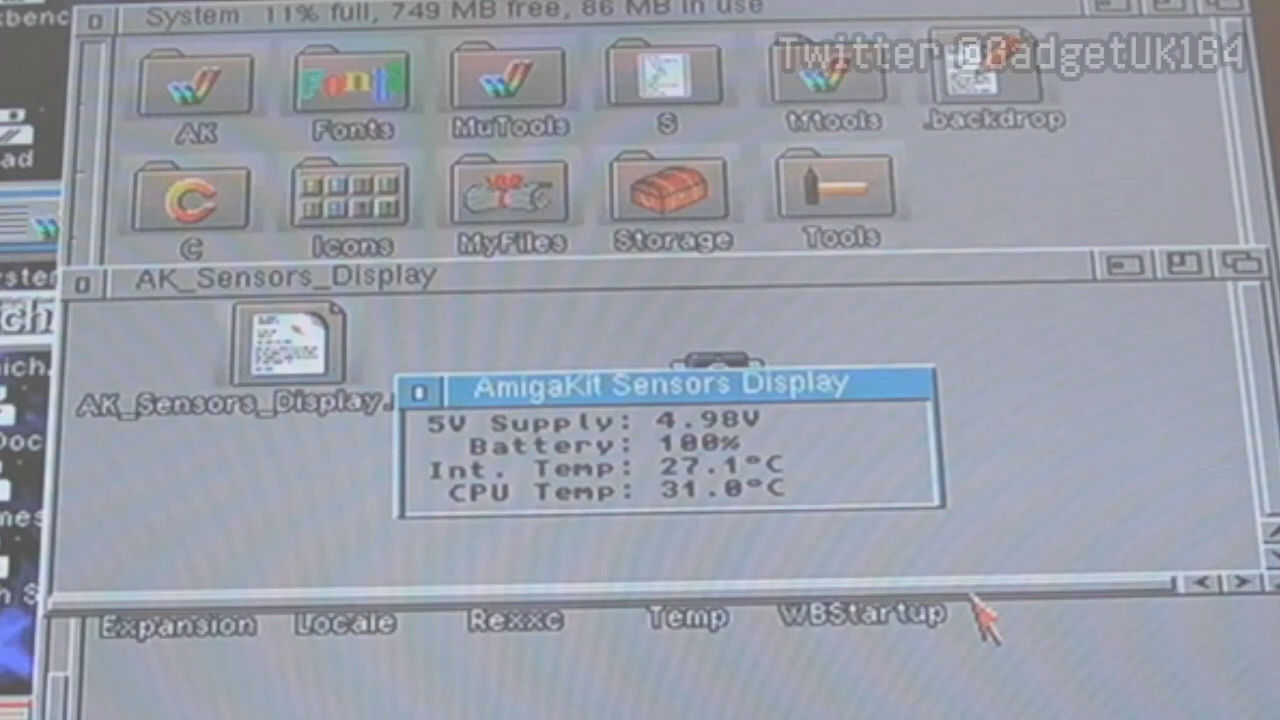 System 11% full, 749 MB free, 86 MB in use
Twitter @BadgetUK184
AK
Fonts
MuTools
S
tftools
.backdrop
C
Icons
MyFiles
Storage
Tools
AK_Sensors_Display
AK_Sensors_Display.
AmigaKit Sensors Display
5V Supply: 4.98V
Battery: 100%
Int. Temp: 27.1°C
CPU Temp: 31.0°C
Expansion
Locale
Rexxc
Temp
WBStartup